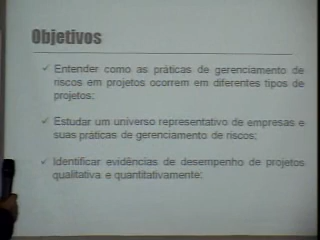 Objetivos
✓ Entender como as práticas de gerenciamento de
riscos em projetos ocorrem em diferentes tipos de
projetos;
✓ Estudar um universo representativo de empresas e
suas práticas de gerenciamento de riscos;
✓ Identificar evidências de desempenho de projetos
qualitativa e quantitativamente;